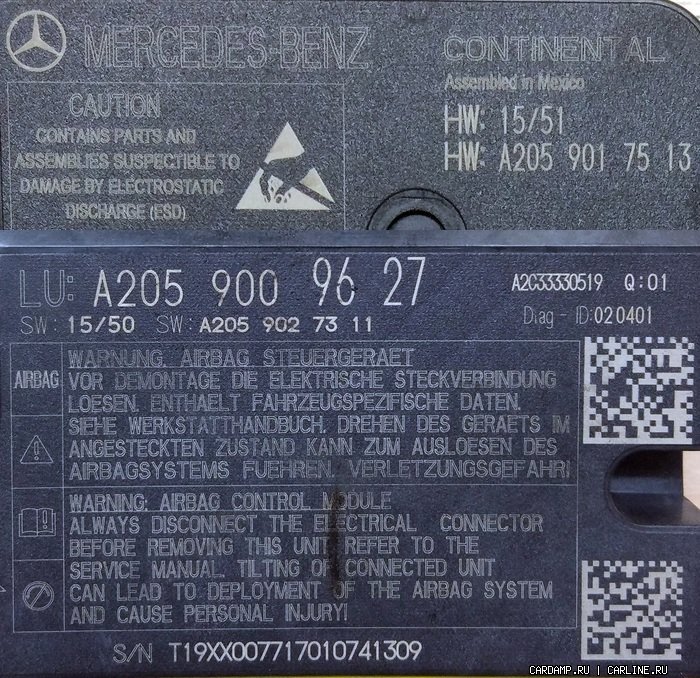 MERCEDES-BENZ
CONTINENTAL
Assembled in Mexico
HW: 15/51
HW: A205 901 75 13
CAUTION
CONTAINS PARTS AND
ASSEMBLIES SUSPECTIBLE TO
DAMAGE BY ELECTROSTATIC
DISCHARGE (ESD)
LU: A205 900 96 27
A2C33330519 Q:01
SW: 15/50 SW: A205 902 73 11
Diag - ID:020401
AIRBAG
WARNUNG. AIRBAG STEUERGERAET
VOR DEMONTAGE DIE ELEKTRISCHE STECKVERBINDUNG
LOESEN. ENTHAELT FAHRZEUGSPEZIFISCHE DATEN.
SIEHE WERKSTATTHANDBUCH. DREHEN DES GERAETS IM
ANGESTECKTEN ZUSTAND KANN ZUM AUSLOESEN DES
AIRBAGSYSTEMS FUEHREN. VERLETZUNGSGEFAHR!
WARNING: AIRBAG CONTROL MODULE
ALWAYS DISCONNECT THE ELECTRICAL CONNECTOR
BEFORE REMOVING THIS UNIT. REFER TO THE
SERVICE MANUAL. TILTING OF CONNECTED UNIT
CAN LEAD TO DEPLOYMENT OF THE AIRBAG SYSTEM
AND CAUSE PERSONAL INJURY!
S/N T19XX007717010741309
CARDAMP.RU | CARLINE.RU